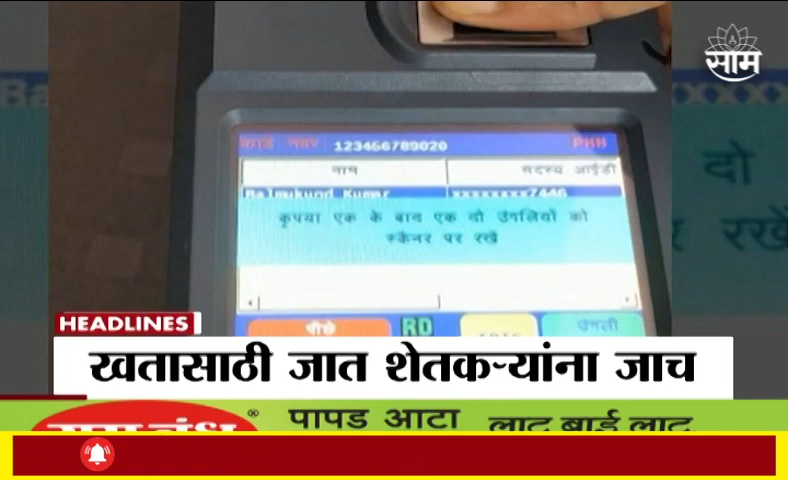 साम
कार्ड नंबर 123456789020 PHH
नाम सदस्य आईडी
Balmukund Kumar xxxxxxxx7446
कृपया एक के बाद एक दो उंगलियों को
स्कैनर पर रखें
दो
रखें
पीछे RD उंगली
HEADLINES
खतासाठी जात शेतकऱ्यांना जाच
® पापड आटा